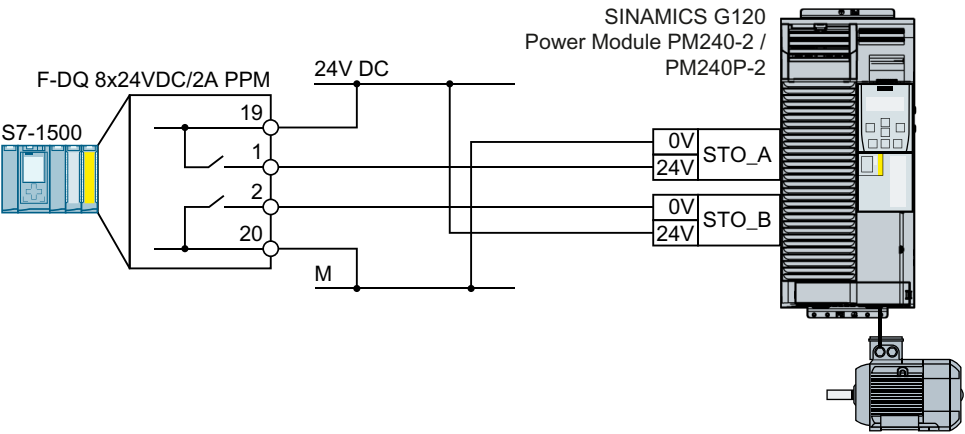 SINAMICS G120
Power Module PM240-2 /
PM240P-2
24V DC
F-DQ 8x24VDC/2A PPM
S7-1500
19
1
2
20
M
0V
24V
STO_A
0V
24V
STO_B